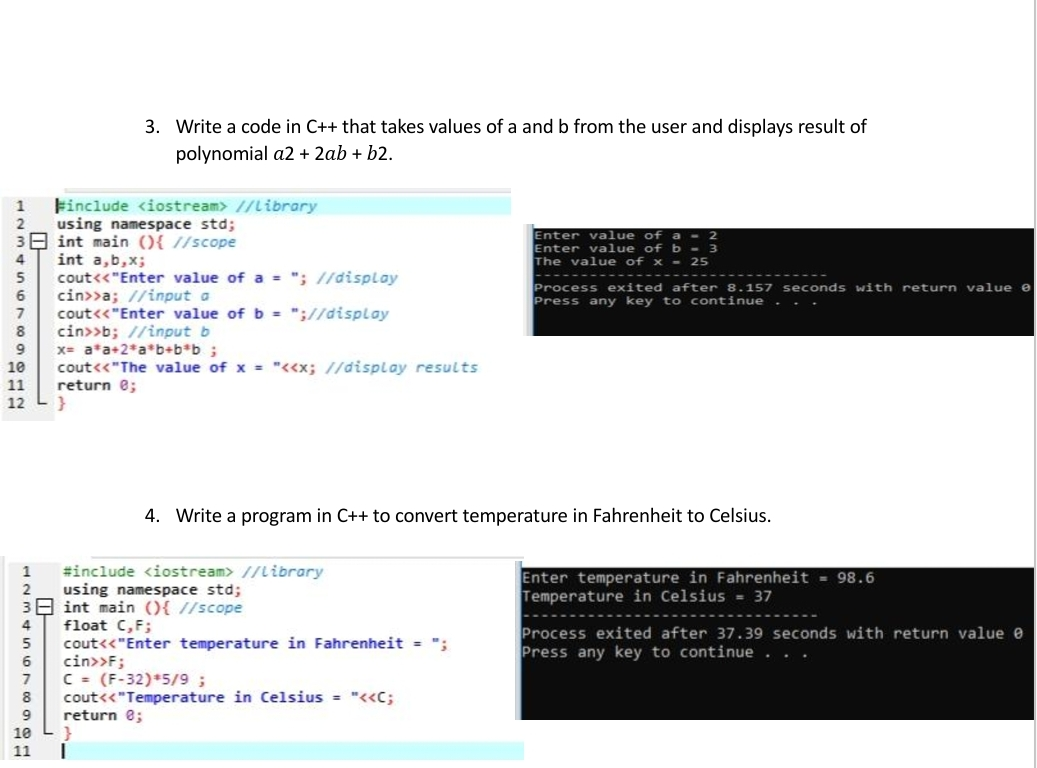 3. Write a code in C++ that takes values of a and b from the user and displays result of
polynomial a2 + 2ab + b2.
1 #include <iostream> //library
2 using namespace std;
3 int main (){ //scope
4 int a,b,x;
5 cout<<"Enter value of a = "; //display
6 cin>>a; //input a
7 cout<<"Enter value of b = ";//display
8 cin>>b; //input b
9 x= a*a+2*a*b+b*b ;
10 cout<<"The value of x = "<<x; //display results
11 return 0;
12 }
Enter value of a = 2
Enter value of b = 3
The value of x = 25
--------------------------------
Process exited after 8.157 seconds with return value 0
Press any key to continue . . .
4. Write a program in C++ to convert temperature in Fahrenheit to Celsius.
1 #include <iostream> //library
2 using namespace std;
3 int main (){ //scope
4 float C,F;
5 cout<<"Enter temperature in Fahrenheit = ";
6 cin>>F;
7 C = (F-32)*5/9 ;
8 cout<<"Temperature in Celsius = "<<C;
9 return 0;
10 }
11
Enter temperature in Fahrenheit = 98.6
Temperature in Celsius = 37
--------------------------------
Process exited after 37.39 seconds with return value 0
Press any key to continue . . .